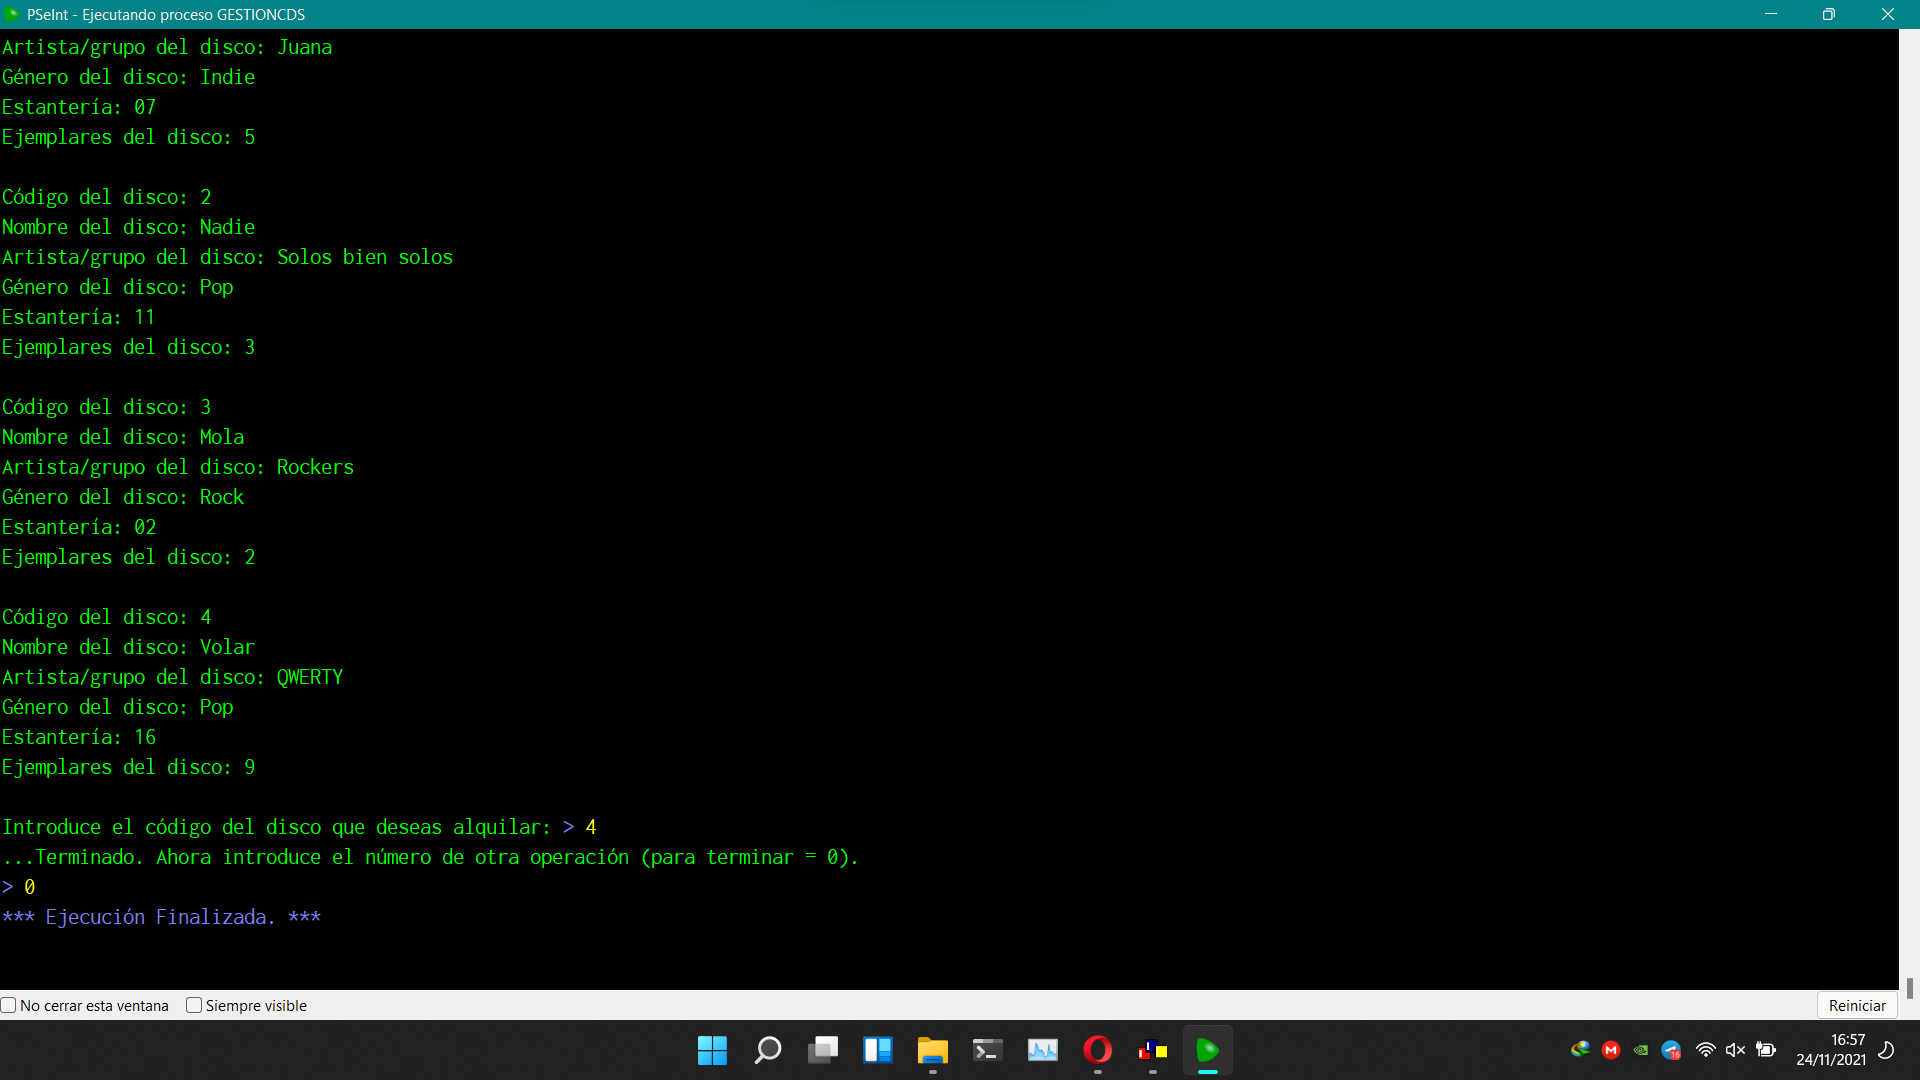 PSeInt - Ejecutando proceso GESTIONCDS
Artista/grupo del disco: Juana
Género del disco: Indie
Estantería: 07
Ejemplares del disco: 5
Código del disco: 2
Nombre del disco: Nadie
Artista/grupo del disco: Solos bien solos
Género del disco: Pop
Estantería: 11
Ejemplares del disco: 3
Código del disco: 3
Nombre del disco: Mola
Artista/grupo del disco: Rockers
Género del disco: Rock
Estantería: 02
Ejemplares del disco: 2
Código del disco: 4
Nombre del disco: Volar
Artista/grupo del disco: QWERTY
Género del disco: Pop
Estantería: 16
Ejemplares del disco: 9
Introduce el código del disco que deseas alquilar: > 4
...Terminado. Ahora introduce el número de otra operación (para terminar = 0).
> 0
*** Ejecución Finalizada. ***
No cerrar esta ventana Siempre visible Reiniciar
16:57
24/11/2021